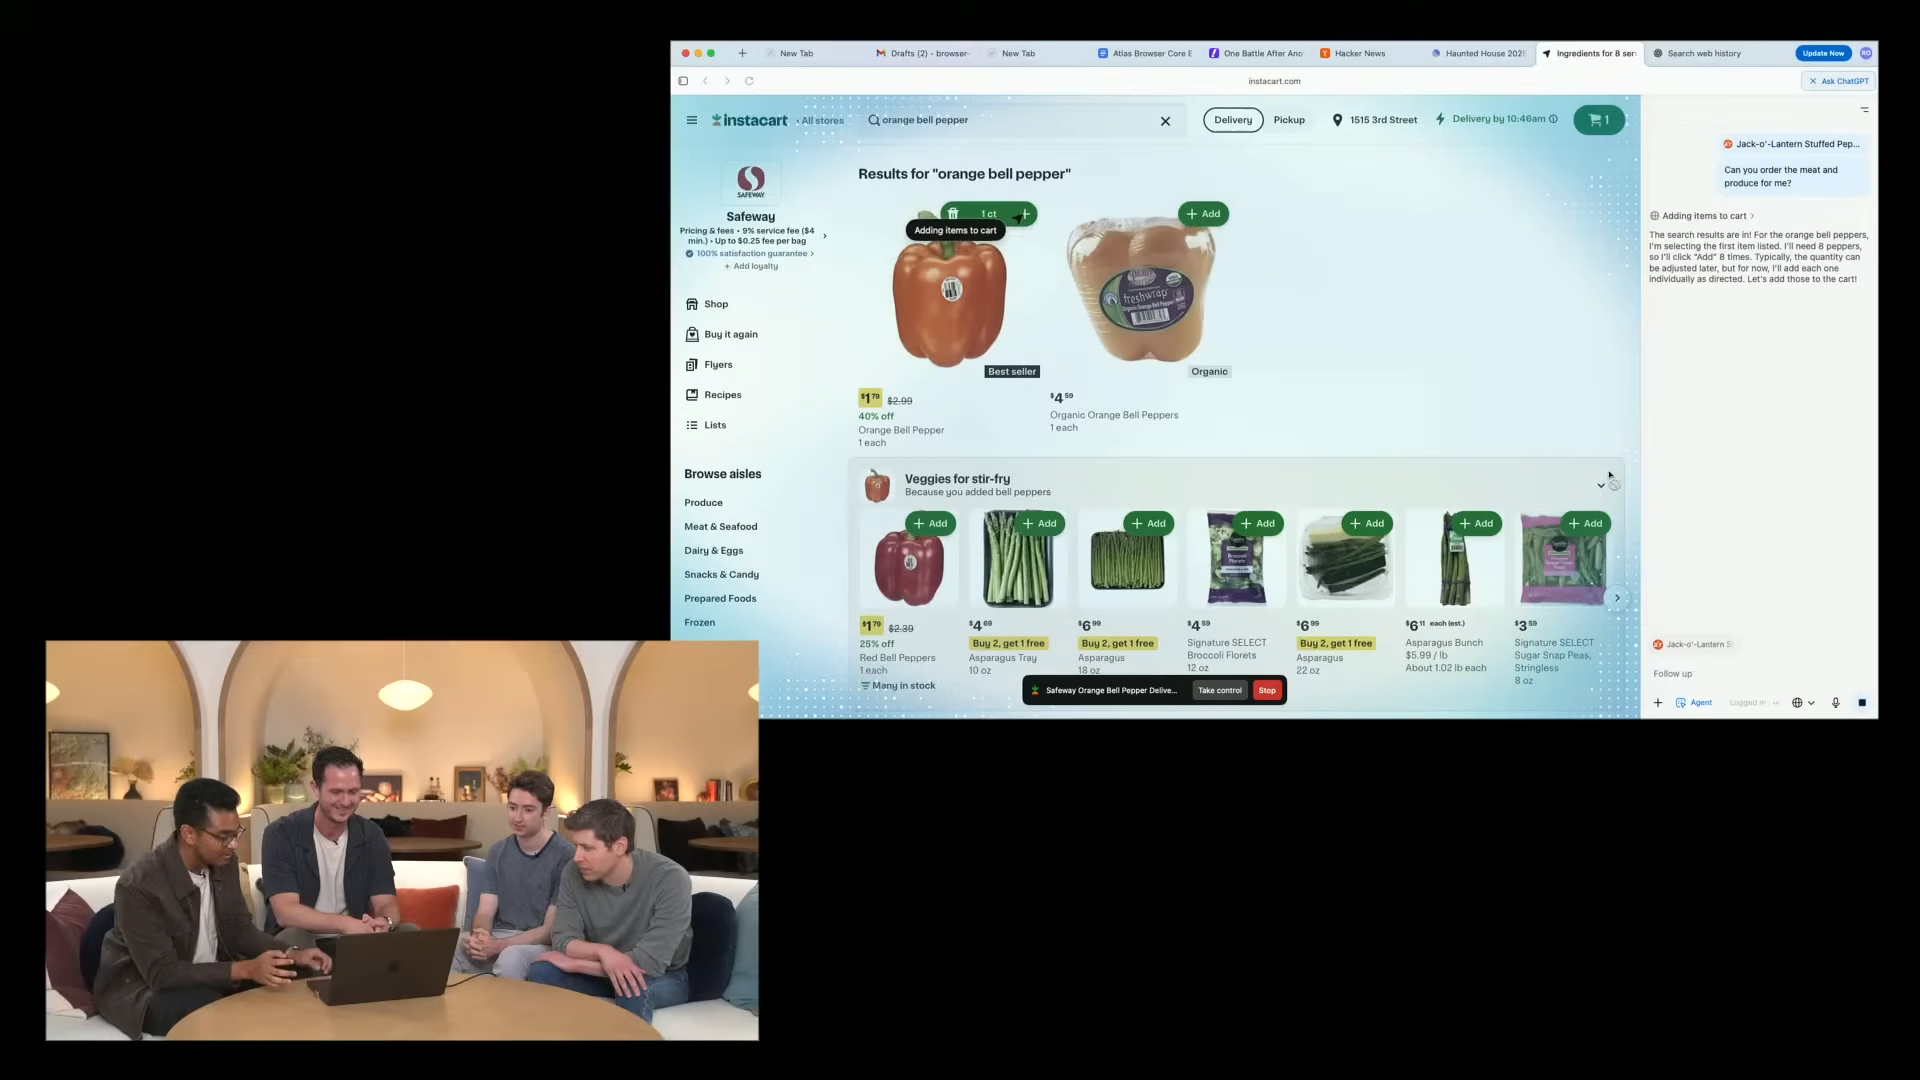 New Tab
Drafts (2) - browser-
New Tab
Atlas Browser Core E
One Battle After Ano
Hacker News
Haunted House 2025
Ingredients for 8 serv
Search web history
Update Now
RO
instacart.com
Ask ChatGPT
instacart
All stores
orange bell pepper
Delivery
Pickup
1515 3rd Street
Delivery by 10:46am
1
SAFEWAY
Safeway
Pricing & fees • 9% service fee ($4
min.) • Up to $0.25 fee per bag
100% satisfaction guarantee
+ Add loyalty
Shop
Buy it again
Flyers
Recipes
Lists
Browse aisles
Produce
Meat & Seafood
Dairy & Eggs
Snacks & Candy
Prepared Foods
Frozen
Results for "orange bell pepper"
1 ct
Adding items to cart
+ Add
freshwrap
Organic Orange Bell Pepper
Best seller
Organic
$1 79 $2.99
40% off
Orange Bell Pepper
1 each
$4 59
Organic Orange Bell Peppers
1 each
Veggies for stir-fry
Because you added bell peppers
+ Add
+ Add
+ Add
+ Add
+ Add
+ Add
+ Add
$1 79 $2.39
25% off
Red Bell Peppers
1 each
Many in stock
$4 69
Buy 2, get 1 free
Asparagus Tray
10 oz
$6 99
Buy 2, get 1 free
Asparagus
18 oz
$4 59
Signature SELECT
Broccoli Florets
12 oz
$6 99
Buy 2, get 1 free
Asparagus
22 oz
$6 11 each (est.)
Asparagus Bunch
$5.99 / lb
About 1.02 lb each
$3 59
Signature SELECT
Sugar Snap Peas,
Stringless
8 oz
Safeway Orange Bell Pepper Delive...
Take control
Stop
Jack-o'-Lantern Stuffed Pep...
Can you order the meat and
produce for me?
Adding items to cart
The search results are in! For the orange bell peppers,
I'm selecting the first item listed. I'll need 8 peppers,
so I'll click "Add" 8 times. Typically, the quantity can
be adjusted later, but for now, I'll add each one
individually as directed. Let's add those to the cart!
Jack-o'-Lantern S
Follow up
Agent
Logged in